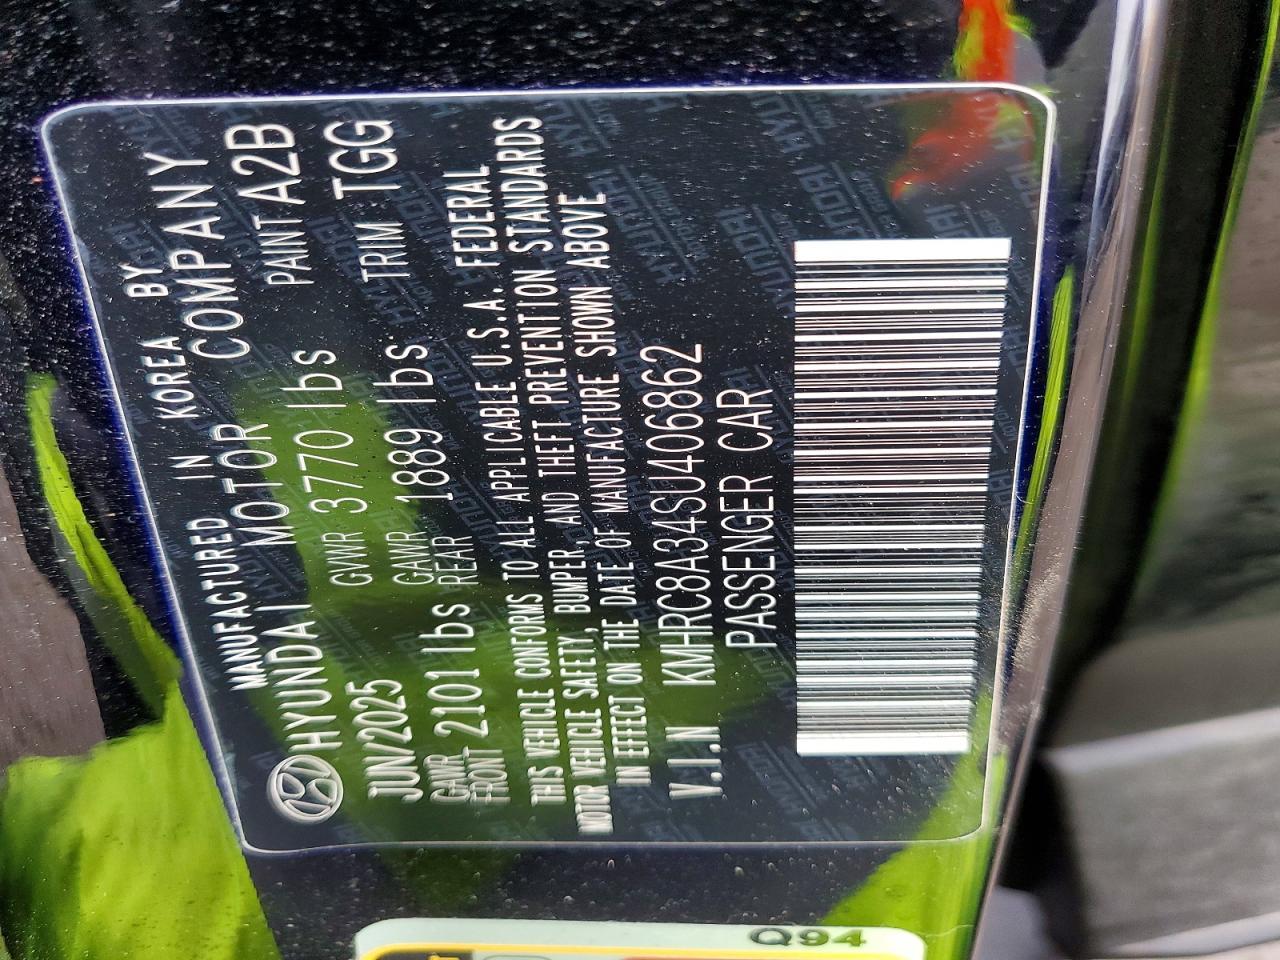 MANUFACTURED IN KOREA BY
HYUNDAI MOTOR COMPANY
JUN/2025 GVWR 3770 lbs PAINT A2B
GAWR FRONT 2101 lbs GAWR REAR 1889 lbs TRIM TGG
THIS VEHICLE CONFORMS TO ALL APPLICABLE U.S.A. FEDERAL
MOTOR VEHICLE SAFETY, BUMPER, AND THEFT PREVENTION STANDARDS
IN EFFECT ON THE DATE OF MANUFACTURE SHOWN ABOVE
V.I.N KMHRC8A34SU406862
PASSENGER CAR
Q94